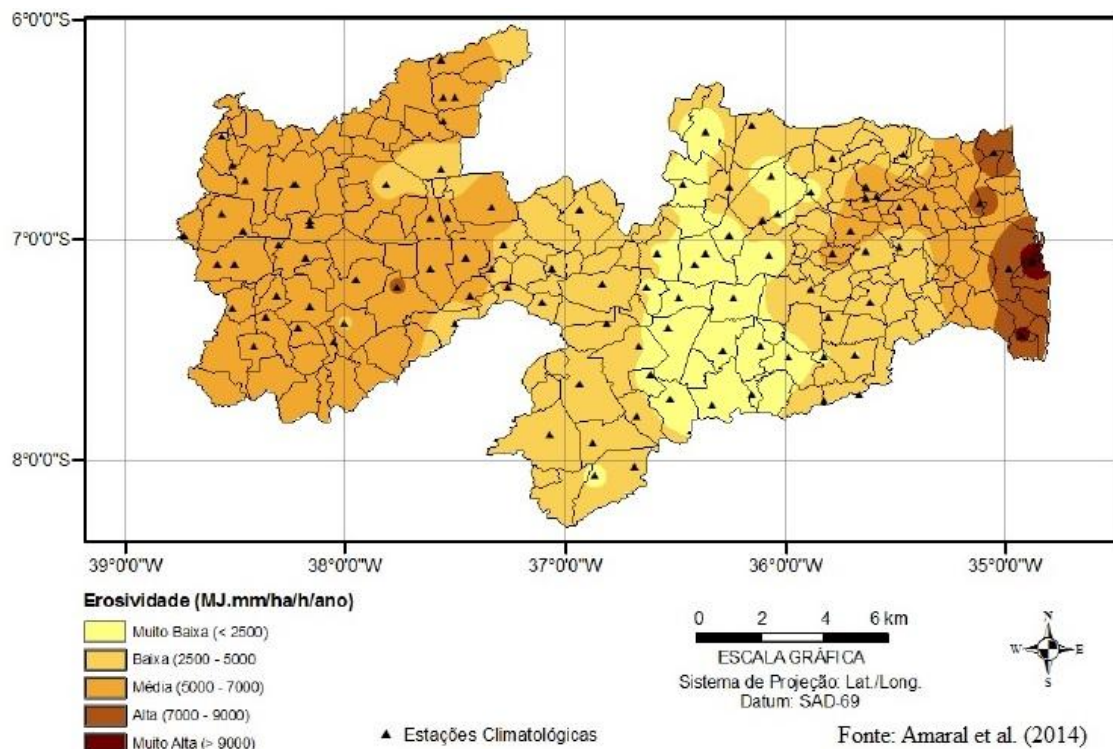 6°0'0"S
7°0'0"S
8°0'0"S
39°0'0"W
38°0'0"W
37°0'0"W
36°0'0"W
35°0'0"W
Erosividade (MJ.mm/ha/h/ano)
Muito Baixa (< 2500)
Baixa (2500 - 5000
Média (5000 - 7000)
Alta (7000 - 9000)
Muito Alta (> 9000)
▲ Estações Climatológicas
0 2 4 6 km
ESCALA GRÁFICA
Sistema de Projeção: Lat./Long.
Datum: SAD-69
N
W E
S
Fonte: Amaral et al. (2014)